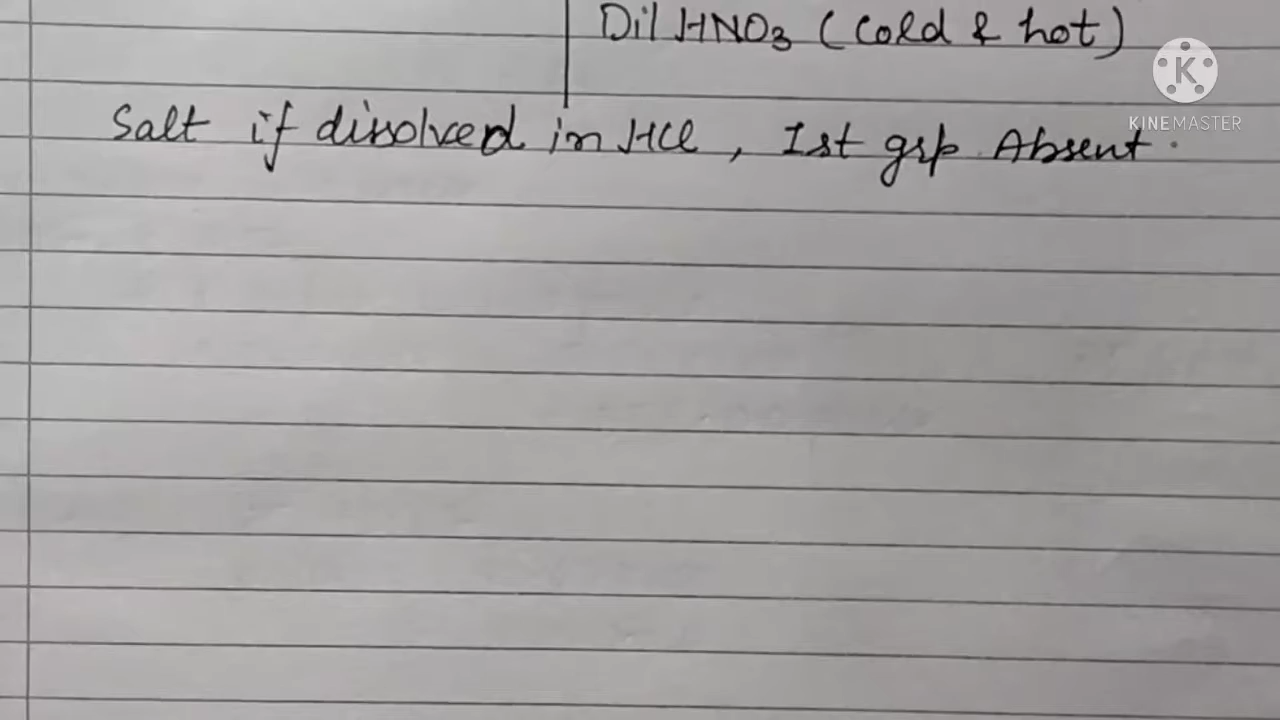 Dil HNO3 (Cold & hot)
K
KINEMASTER
Salt if dissolved in HCl, Ist grp Absent.